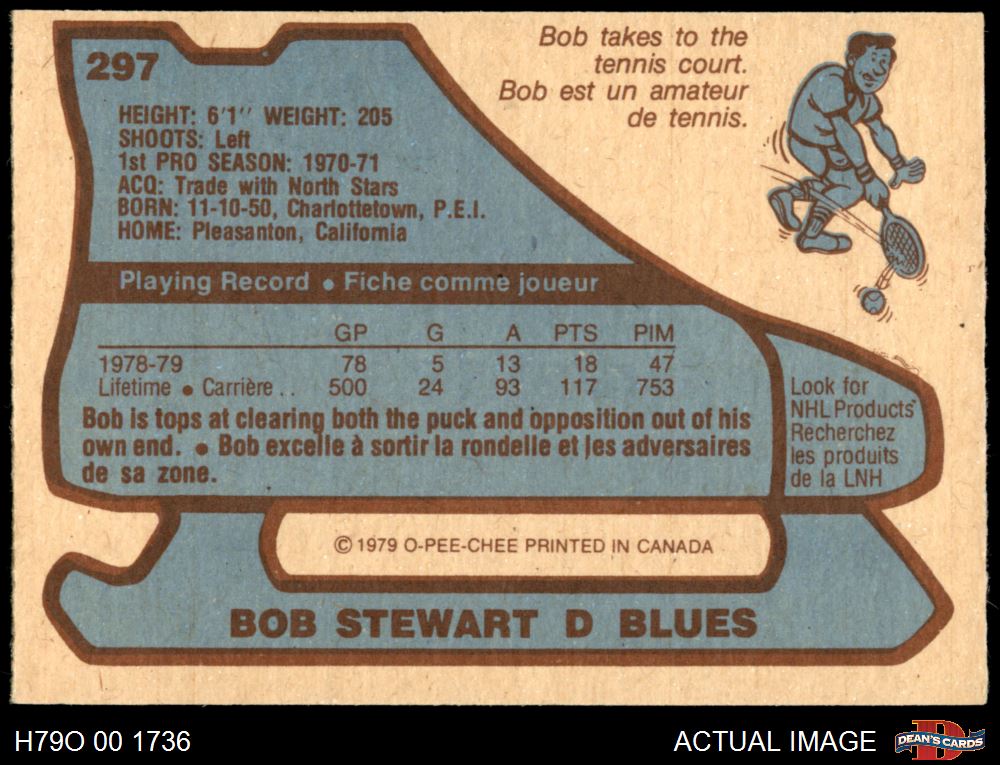 297
Bob takes to the
tennis court.
Bob est un amateur
de tennis.
HEIGHT: 6'1'' WEIGHT: 205
SHOOTS: Left
1st PRO SEASON: 1970-71
ACQ: Trade with North Stars
BORN: 11-10-50, Charlottetown, P.E.I.
HOME: Pleasanton, California
Playing Record • Fiche comme joueur
GP G A PTS PIM
1978-79 78 5 13 18 47
Lifetime • Carrière . . 500 24 93 117 753
Bob is tops at clearing both the puck and opposition out of his
own end. • Bob excelle à sortir la rondelle et les adversaires
de sa zone.
Look for
NHL Products
Recherchez
les produits
de la LNH
© 1979 O-PEE-CHEE PRINTED IN CANADA
BOB STEWART D BLUES
H79O 00 1736
ACTUAL IMAGE
DEAN'S CARDS